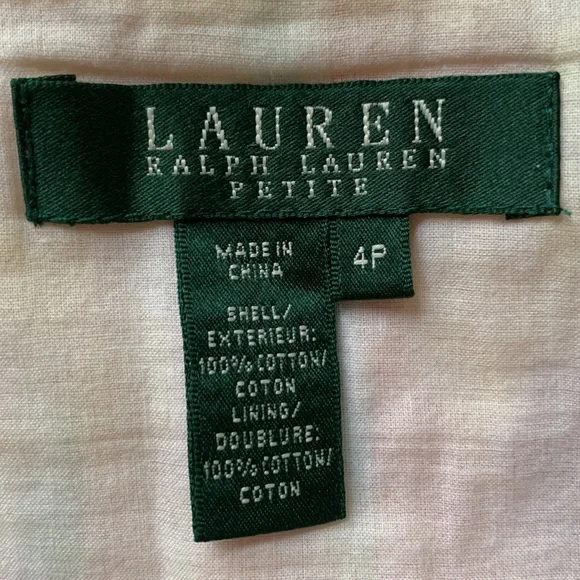 LAUREN
RALPH LAUREN
PETITE
MADE IN
CHINA
4P
SHELL/
EXTERIEUR:
100% COTTON/
COTON
LINING/
DOUBLURE:
100% COTTON/
COTON